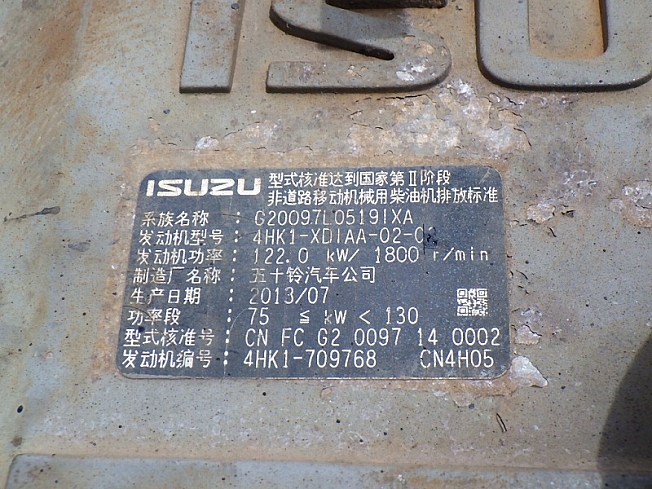 ISUZU
ISUZU 型式核准达到国家第Ⅱ阶段
非道路移动机械用柴油机排放标准
系族名称 : G20097L0519IXA
发动机型号 : 4HK1-XDIAA-02-C
发动机功率 : 122.0 kW/ 1800 r/min
制造厂名称 : 五十铃汽车公司
生产日期 : 2013/07
功率段 : 75 ≦ kW < 130
型式核准号 : CN FC G2 0097 14 0002
发动机编号 : 4HK1-709768 CN4H05